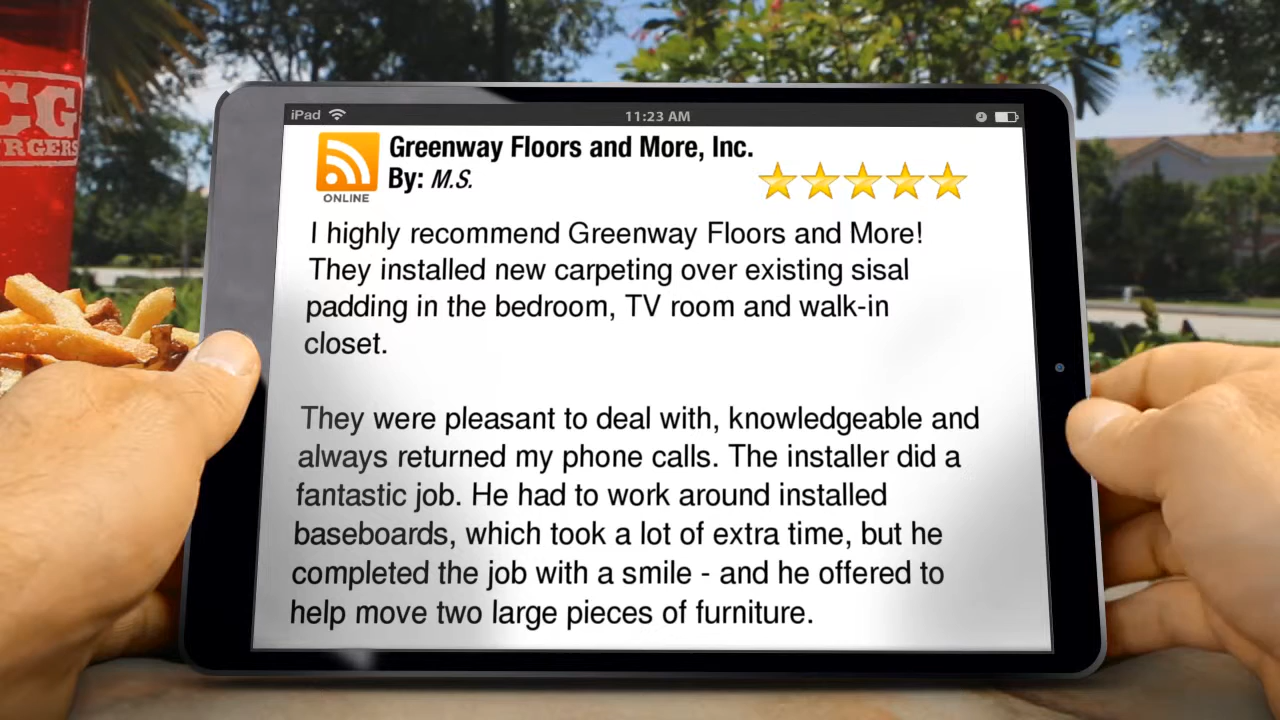 CG
URGERS
iPad
11:23 AM
Greenway Floors and More, Inc.
By: M.S.
ONLINE
I highly recommend Greenway Floors and More!
They installed new carpeting over existing sisal
padding in the bedroom, TV room and walk-in
closet.
They were pleasant to deal with, knowledgeable and
always returned my phone calls. The installer did a
fantastic job. He had to work around installed
baseboards, which took a lot of extra time, but he
completed the job with a smile - and he offered to
help move two large pieces of furniture.